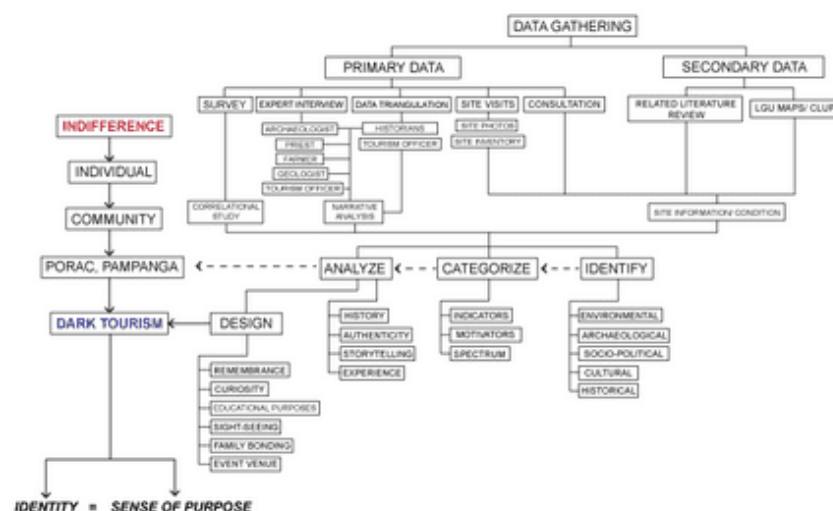 DATA GATHERING
PRIMARY DATA
SECONDARY DATA
SURVEY
EXPERT INTERVIEW
DATA TRIANGULATION
SITE VISITS
CONSULTATION
RELATED LITERATURE
REVIEW
LGU MAPS/ CLUP
ARCHAEOLOGIST
PRIEST
FARMER
GEOLOGIST
TOURISM OFFICER
HISTORIANS
TOURISM OFFICER
SITE PHOTOS
SITE INVENTORY
INDIFFERENCE
INDIVIDUAL
COMMUNITY
CORRELATIONAL
STUDY
NARRATIVE
ANALYSIS
SITE INFORMATION/ CONDITION
PORAC, PAMPANGA
ANALYZE
CATEGORIZE
IDENTIFY
DARK TOURISM
DESIGN
HISTORY
AUTHENTICITY
STORYTELLING
EXPERIENCE
INDICATORS
MOTIVATORS
SPECTRUM
ENVIRONMENTAL
ARCHAEOLOGICAL
SOCIO-POLITICAL
CULTURAL
HISTORICAL
REMEMBRANCE
CURIOSITY
EDUCATIONAL PURPOSES
SIGHT-SEEING
FAMILY BONDING
EVENT VENUE
IDENTITY = SENSE OF PURPOSE